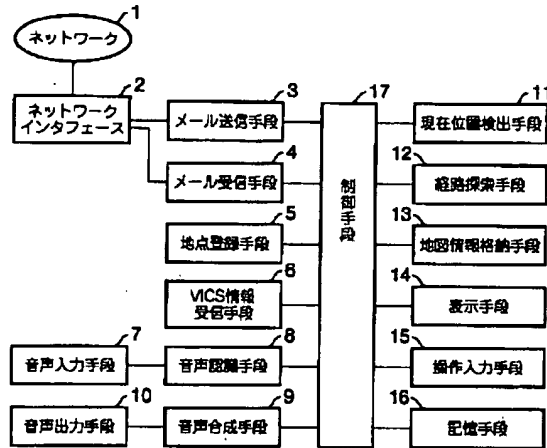 1
ネットワーク
2
ネットワーク
インタフェース
3
メール送信手段
4
メール受信手段
5
地点登録手段
6
VICS情報
受信手段
7
音声入力手段
8
音声認識手段
10
音声出力手段
9
音声合成手段
17
制御手段
11
現在位置検出手段
12
経路探索手段
13
地図情報格納手段
14
表示手段
15
操作入力手段
16
記憶手段